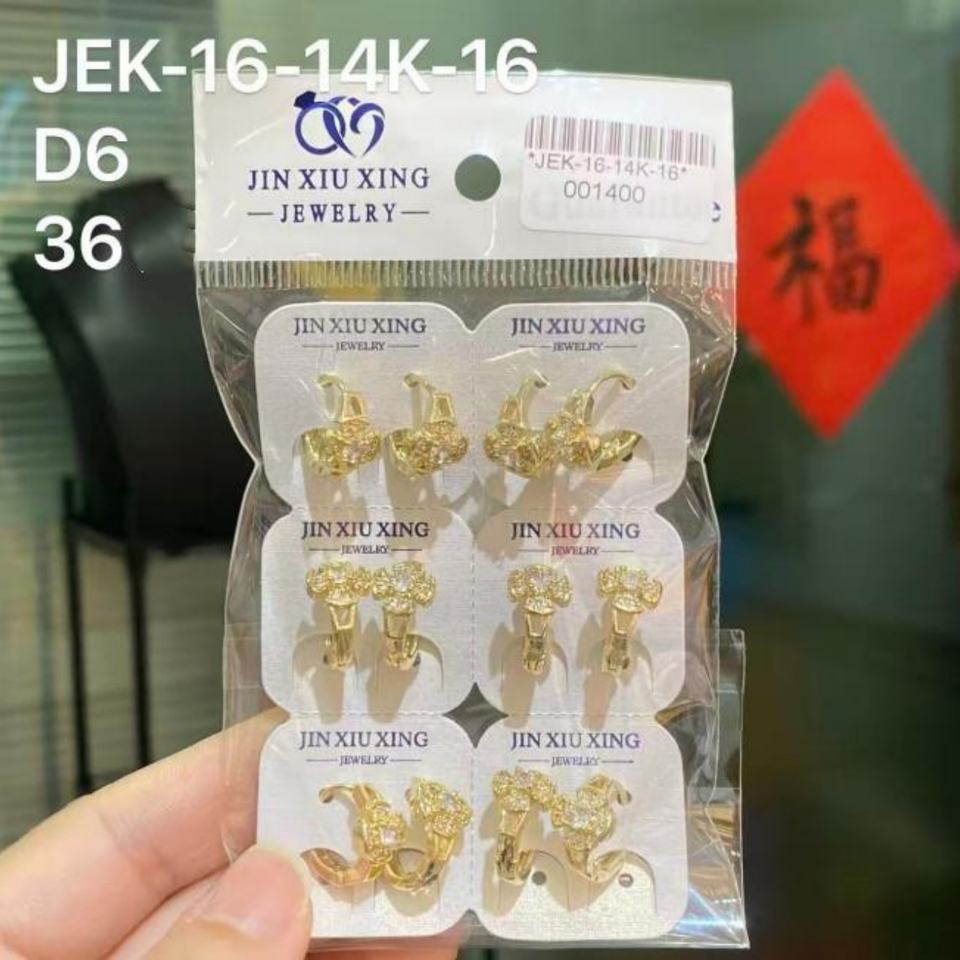 JEK-16-14K-16
D6
36
JIN XIU XING
JEWELRY
*JEK-16-14K-16*
001400
福
JIN XIU XING
JEWELRY
JIN XIU XING
JEWELRY
JIN XIU XING
JEWELRY
JIN XIU XING
JEWELRY
JIN XIU XING
JEWELRY
JIN XIU XING
JEWELRY